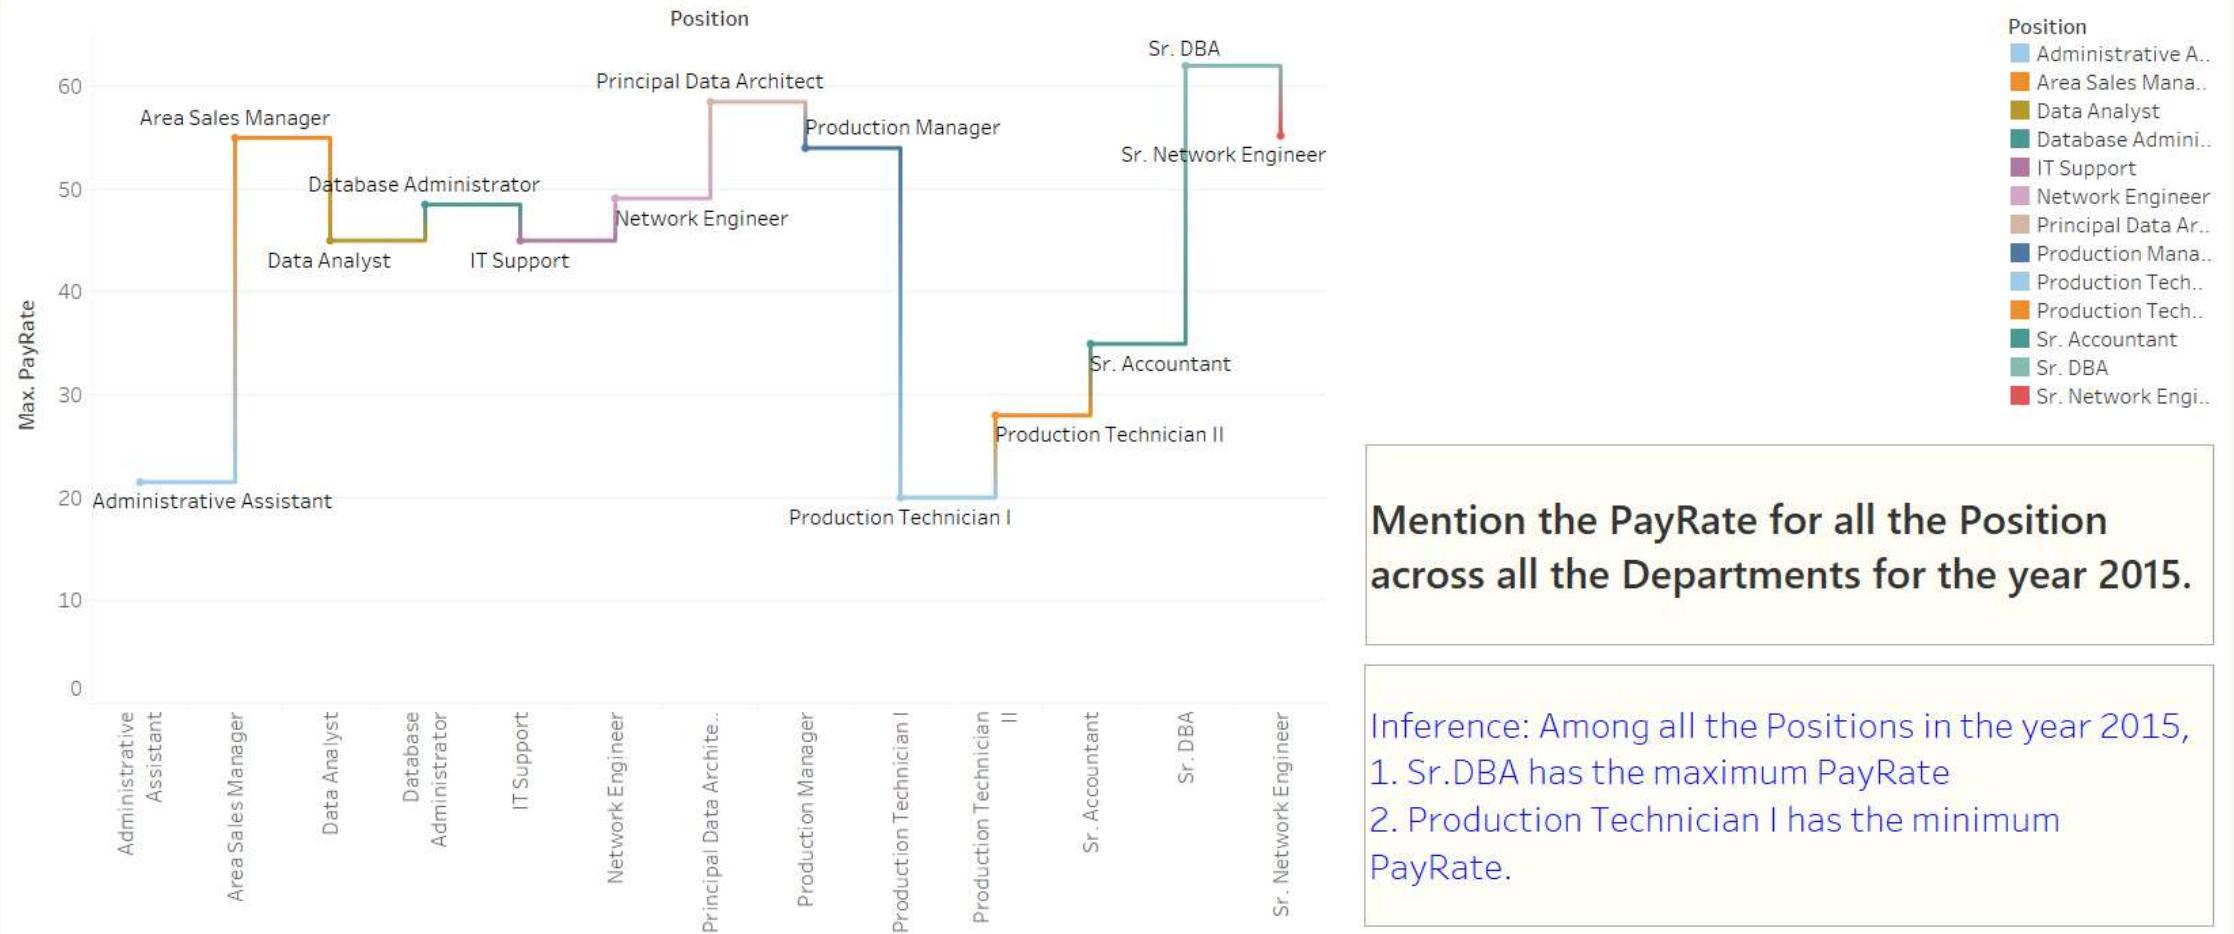 Position
Max. PayRate
60
50
40
30
20
10
0
Administrative Assistant
Area Sales Manager
Data Analyst
Database Administrator
IT Support
Network Engineer
Principal Data Architect
Production Manager
Production Technician I
Production Technician II
Sr. Accountant
Sr. DBA
Sr. Network Engineer
Administrative
Assistant
Area Sales Manager
Data Analyst
Database
Administrator
IT Support
Network Engineer
Principal Data Archite..
Production Manager
Production Technician I
Production Technician
II
Sr. Accountant
Sr. DBA
Sr. Network Engineer
Position
Administrative A..
Area Sales Mana..
Data Analyst
Database Admini..
IT Support
Network Engineer
Principal Data Ar..
Production Mana..
Production Tech..
Production Tech..
Sr. Accountant
Sr. DBA
Sr. Network Engi..
Mention the PayRate for all the Position
across all the Departments for the year 2015.
Inference: Among all the Positions in the year 2015,
1. Sr.DBA has the maximum PayRate
2. Production Technician I has the minimum
PayRate.